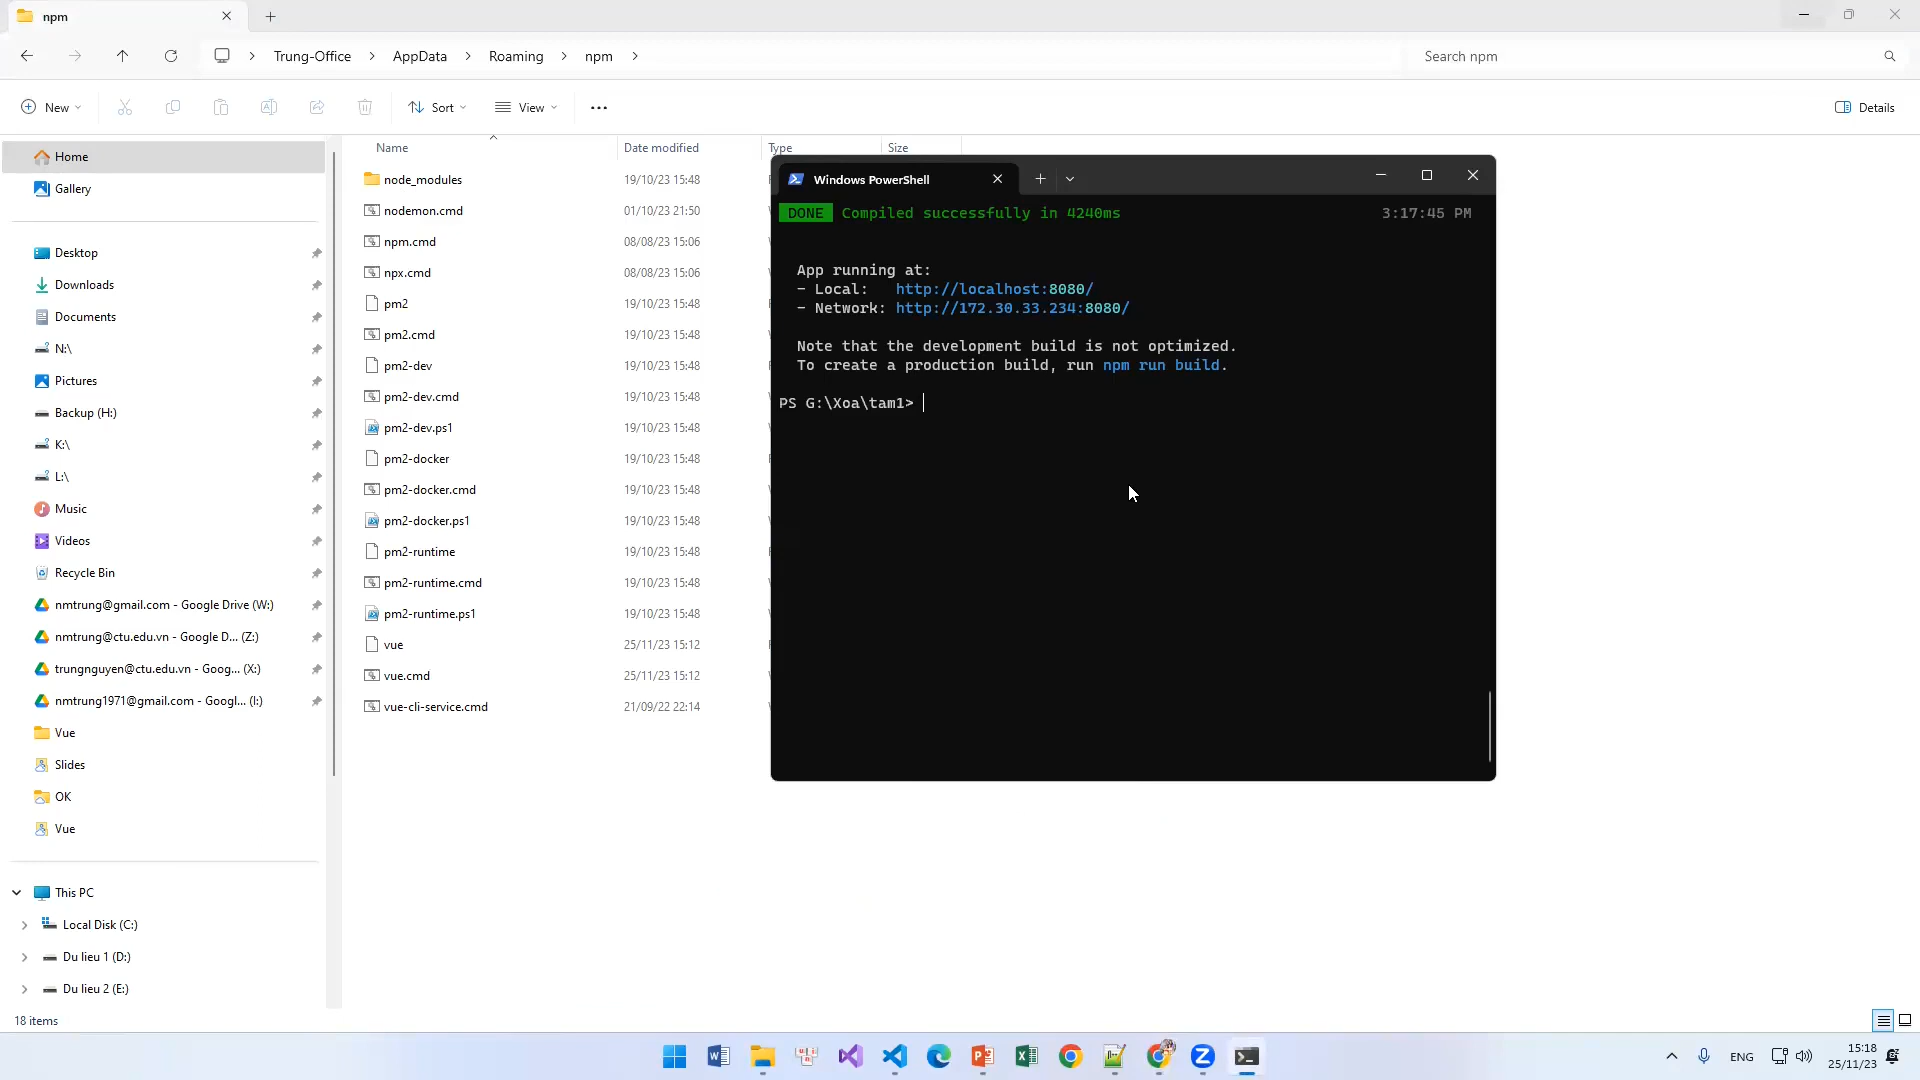 npm
Trung-Office
AppData
Roaming
npm
Search npm
New
Sort
View
Details
Home
Gallery
Desktop
Downloads
Documents
N:\
Pictures
Backup (H:)
K:\
L:\
Music
Videos
Recycle Bin
nmtrung@gmail.com - Google Drive (W:)
nmtrung@ctu.edu.vn - Google D... (Z:)
trungnguyen@ctu.edu.vn - Goog... (X:)
nmtrung1971@gmail.com - Googl... (I:)
Vue
Slides
OK
Vue
This PC
Local Disk (C:)
Du lieu 1 (D:)
Du lieu 2 (E:)
18 items
Name Date modified Type Size
node_modules 19/10/23 15:48
nodemon.cmd 01/10/23 21:50
npm.cmd 08/08/23 15:06
npx.cmd 08/08/23 15:06
pm2 19/10/23 15:48
pm2.cmd 19/10/23 15:48
pm2-dev 19/10/23 15:48
pm2-dev.cmd 19/10/23 15:48
pm2-dev.ps1 19/10/23 15:48
pm2-docker 19/10/23 15:48
pm2-docker.cmd 19/10/23 15:48
pm2-docker.ps1 19/10/23 15:48
pm2-runtime 19/10/23 15:48
pm2-runtime.cmd 19/10/23 15:48
pm2-runtime.ps1 19/10/23 15:48
vue 25/11/23 15:12
vue.cmd 25/11/23 15:12
vue-cli-service.cmd 21/09/22 22:14
Windows PowerShell
DONE Compiled successfully in 4240ms 3:17:45 PM
App running at:
- Local: http://localhost:8080/
- Network: http://172.30.33.234:8080/
Note that the development build is not optimized.
To create a production build, run npm run build.
PS G:\Xoa\tam1>
ENG
15:18
25/11/23